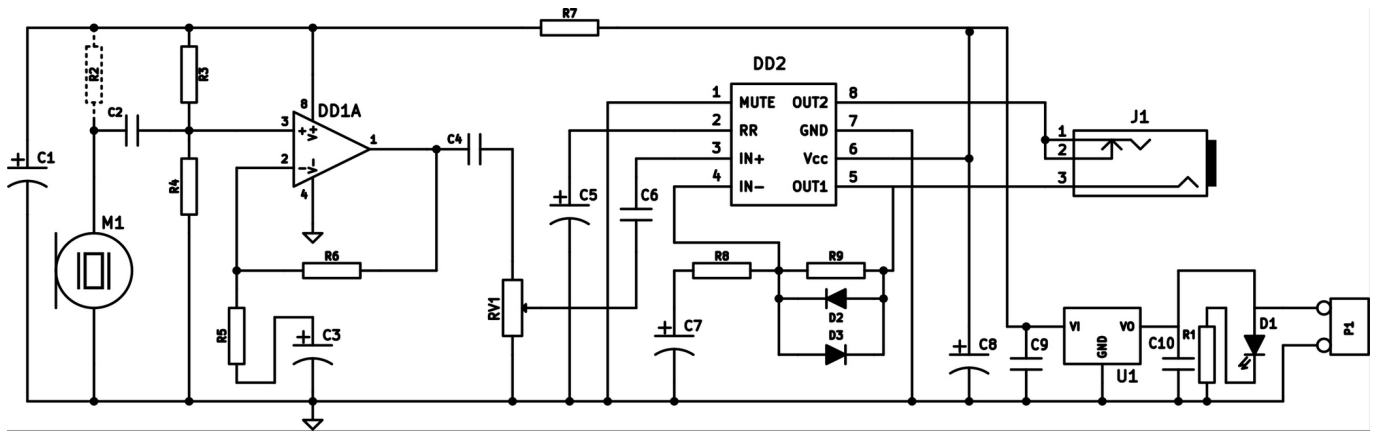 R7
R2
R3
C2
DD1A
8
3
+
V+
1
2
-
V-
4
C4
C1
R4
M1
R6
R5
C3
RV1
DD2
1 MUTE OUT2 8
2 RR GND 7
3 IN+ Vcc 6
4 IN- OUT1 5
C5
C6
J1
1
2
3
R8
R9
D2
D3
C7
C8
C9
VI VO
GND
U1
C10
R1
D1
P1